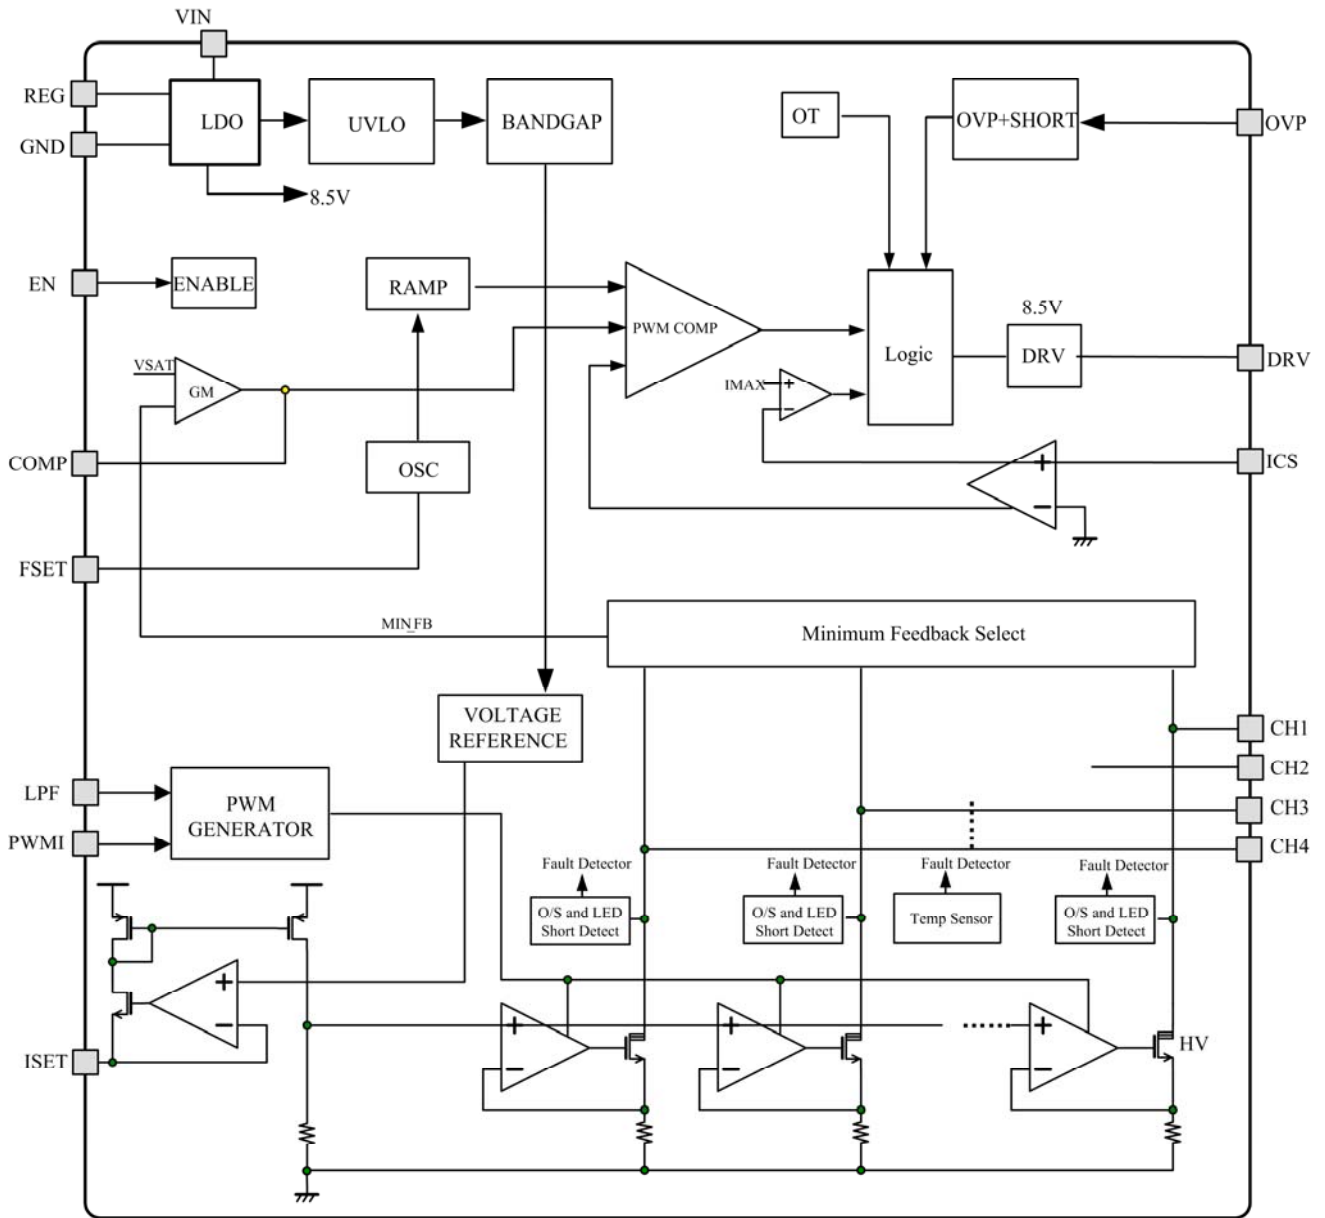 VIN
REG
LDO
UVLO
BANDGAP
OT
OVP+SHORT
OVP
GND
8.5V
EN
ENABLE
RAMP
PWM COMP
8.5V
Logic
DRV
DRV
VSAT
GM
IMAX
+
−
COMP
OSC
+
ICS
−
FSET
MIN_FB
Minimum Feedback Select
VOLTAGE
REFERENCE
CH1
CH2
LPF
PWM
GENERATOR
CH3
PWMI
CH4
Fault Detector
Fault Detector
Fault Detector
Fault Detector
O/S and LED
Short Detect
O/S and LED
Short Detect
Temp Sensor
O/S and LED
Short Detect
+
−
+
+
+
HV
ISET
−
−
−